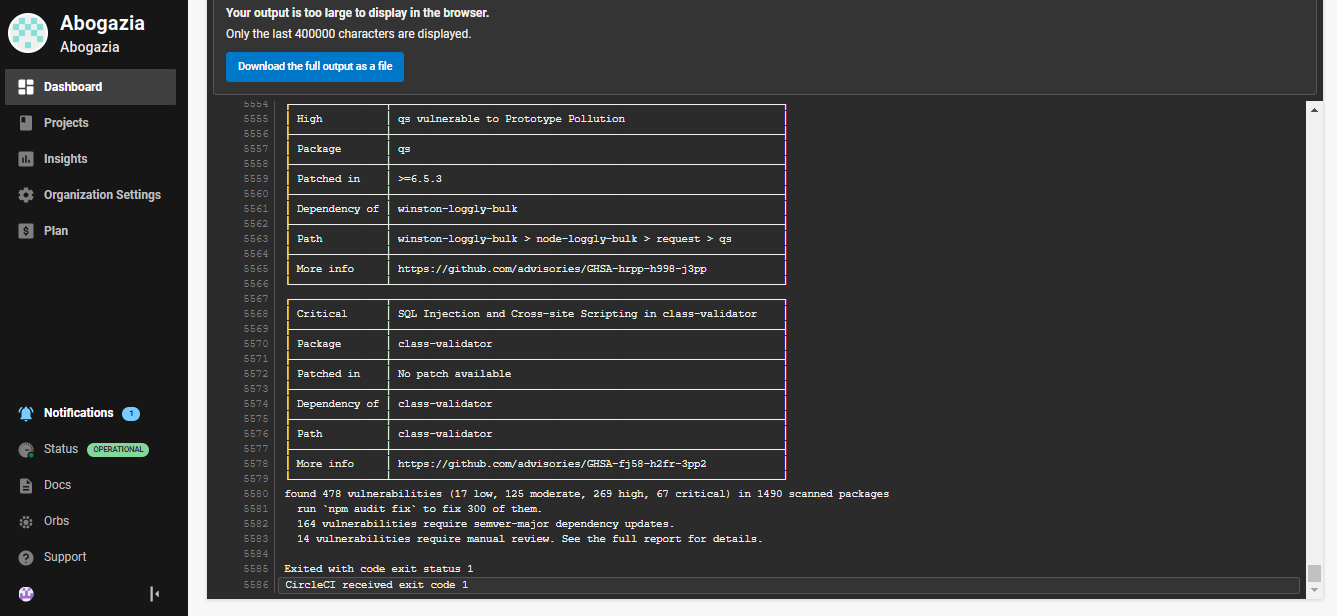 Abogazia
Abogazia
Dashboard
Projects
Insights
Organization Settings
$ Plan
Notifications 1
Status OPERATIONAL
Docs
Orbs
? Support
Your output is too large to display in the browser.
Only the last 400000 characters are displayed.
Download the full output as a file
5554
5555 High qs vulnerable to Prototype Pollution
5556
5557 Package qs
5558
5559 Patched in >=6.5.3
5560
5561 Dependency of winston-loggly-bulk
5562
5563 Path winston-loggly-bulk > node-loggly-bulk > request > qs
5564
5565 More info https://github.com/advisories/GHSA-hrpp-h998-j3pp
5566
5567
5568 Critical SQL Injection and Cross-site Scripting in class-validator
5569
5570 Package class-validator
5571
5572 Patched in No patch available
5573
5574 Dependency of class-validator
5575
5576 Path class-validator
5577
5578 More info https://github.com/advisories/GHSA-fj58-h2fr-3pp2
5579
5580 found 478 vulnerabilities (17 low, 125 moderate, 269 high, 67 critical) in 1490 scanned packages
5581 run `npm audit fix` to fix 300 of them.
5582 164 vulnerabilities require semver-major dependency updates.
5583 14 vulnerabilities require manual review. See the full report for details.
5584
5585 Exited with code exit status 1
5586 CircleCI received exit code 1